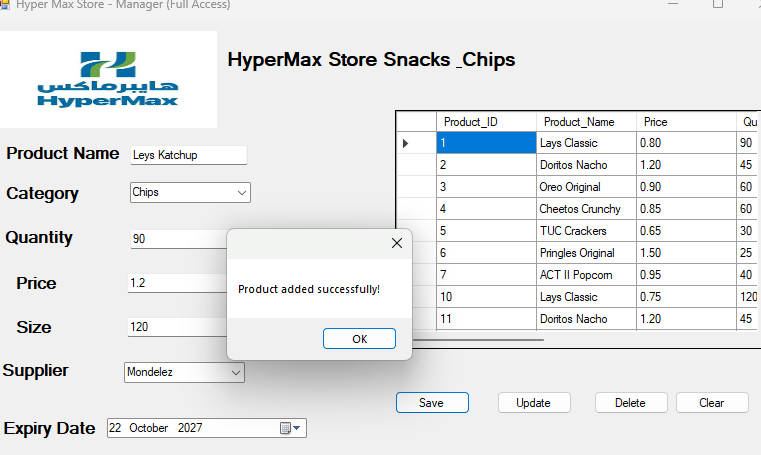 Hyper Max Store - Manager (Full Access)
هايبرماكس
HyperMax
HyperMax Store Snacks _Chips
Product Name Leys Katchup
Category Chips
Quantity 90
Price 1.2
Size 120
Supplier Mondelez
Expiry Date 22 October 2027
Product_ID Product_Name Price Qu
1 Lays Classic 0.80 90
2 Doritos Nacho 1.20 45
3 Oreo Original 0.90 60
4 Cheetos Crunchy 0.85 60
5 TUC Crackers 0.65 30
6 Pringles Original 1.50 25
7 ACT II Popcorn 0.95 40
10 Lays Classic 0.75 120
11 Doritos Nacho 1.20 45
Product added successfully!
OK
Save Update Delete Clear